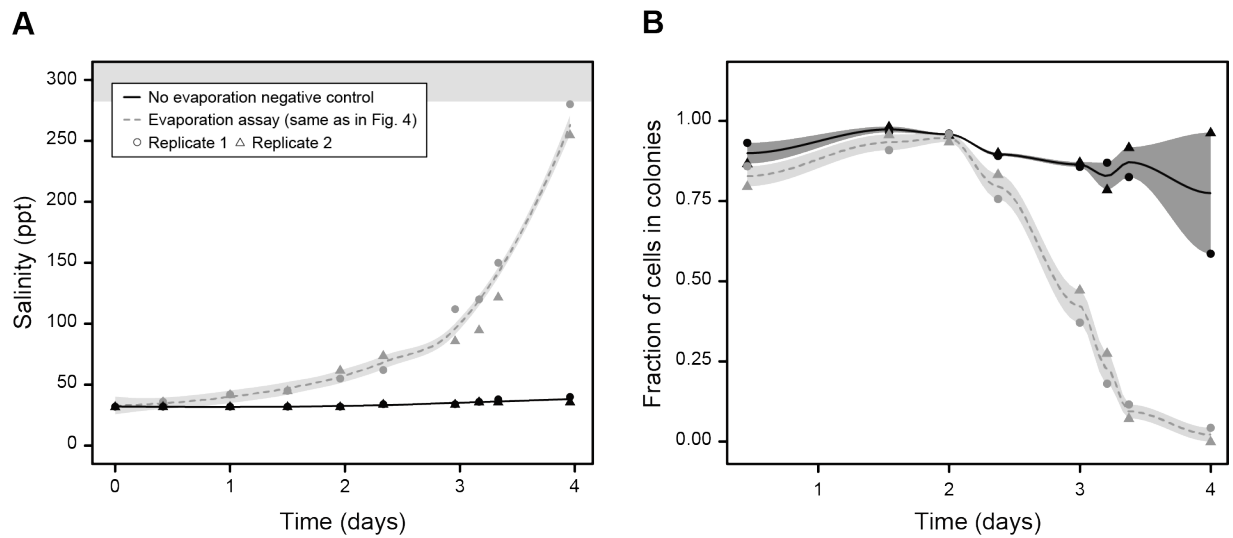 A
300
250
200
150
100
50
0
Salinity (ppt)
No evaporation negative control
Evaporation assay (same as in Fig. 4)
Replicate 1 Replicate 2
0 1 2 3 4
Time (days)
B
1.00
0.75
0.50
0.25
0.00
Fraction of cells in colonies
1 2 3 4
Time (days)